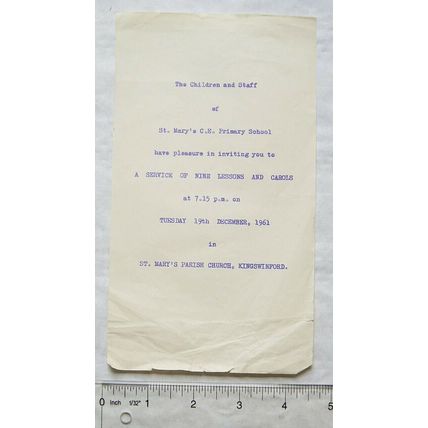 The Children and Staff
of
St. Mary's C.E. Primary School
have pleasure in inviting you to
A SERVICE OF NINE LESSONS AND CAROLS
at 7.15 p.m. on
TUESDAY 19th DECEMBER, 1961
in
ST. MARY'S PARISH CHURCH, KINGSWINFORD.
0 Inch 1/32" 1 2 3 4 5